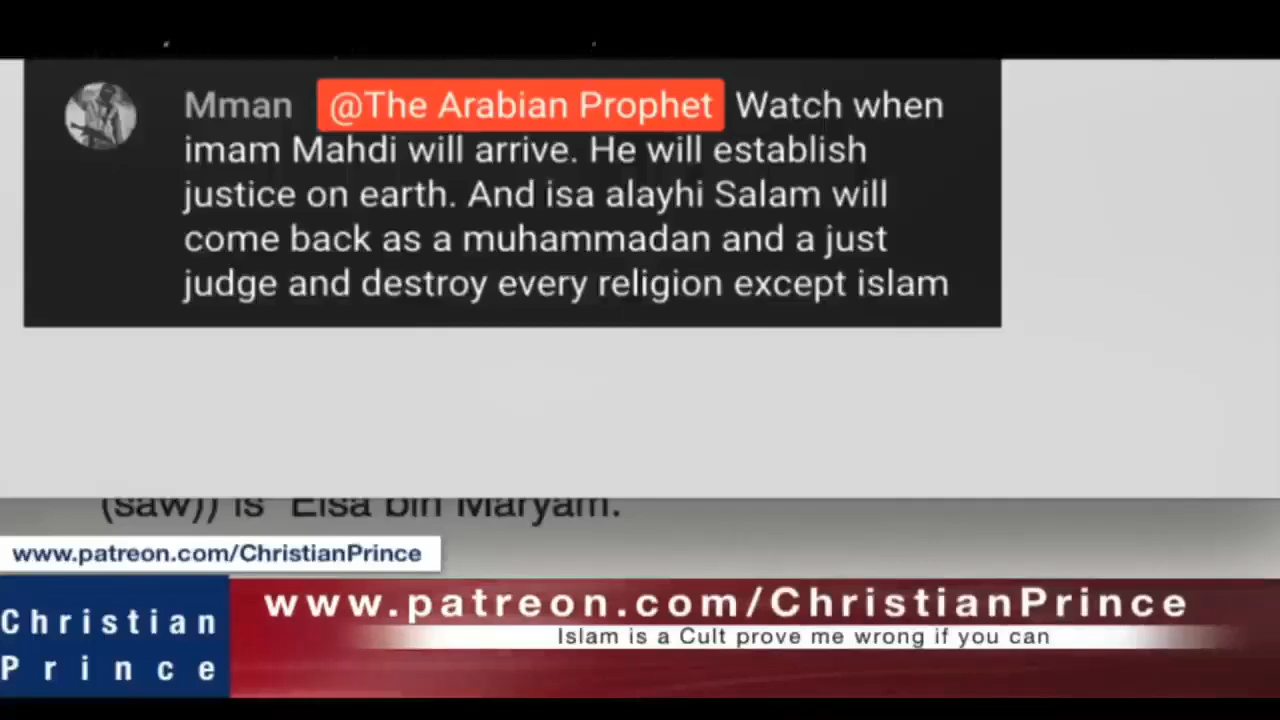 Mman @The Arabian Prophet Watch when
imam Mahdi will arrive. He will establish
justice on earth. And isa alayhi Salam will
come back as a muhammadan and a just
judge and destroy every religion except islam
(saw)) is 'Eisa bin Maryam.
www.patreon.com/ChristianPrince
Christian
Prince
www.patreon.com/ChristianPrince
Islam is a Cult prove me wrong if you can